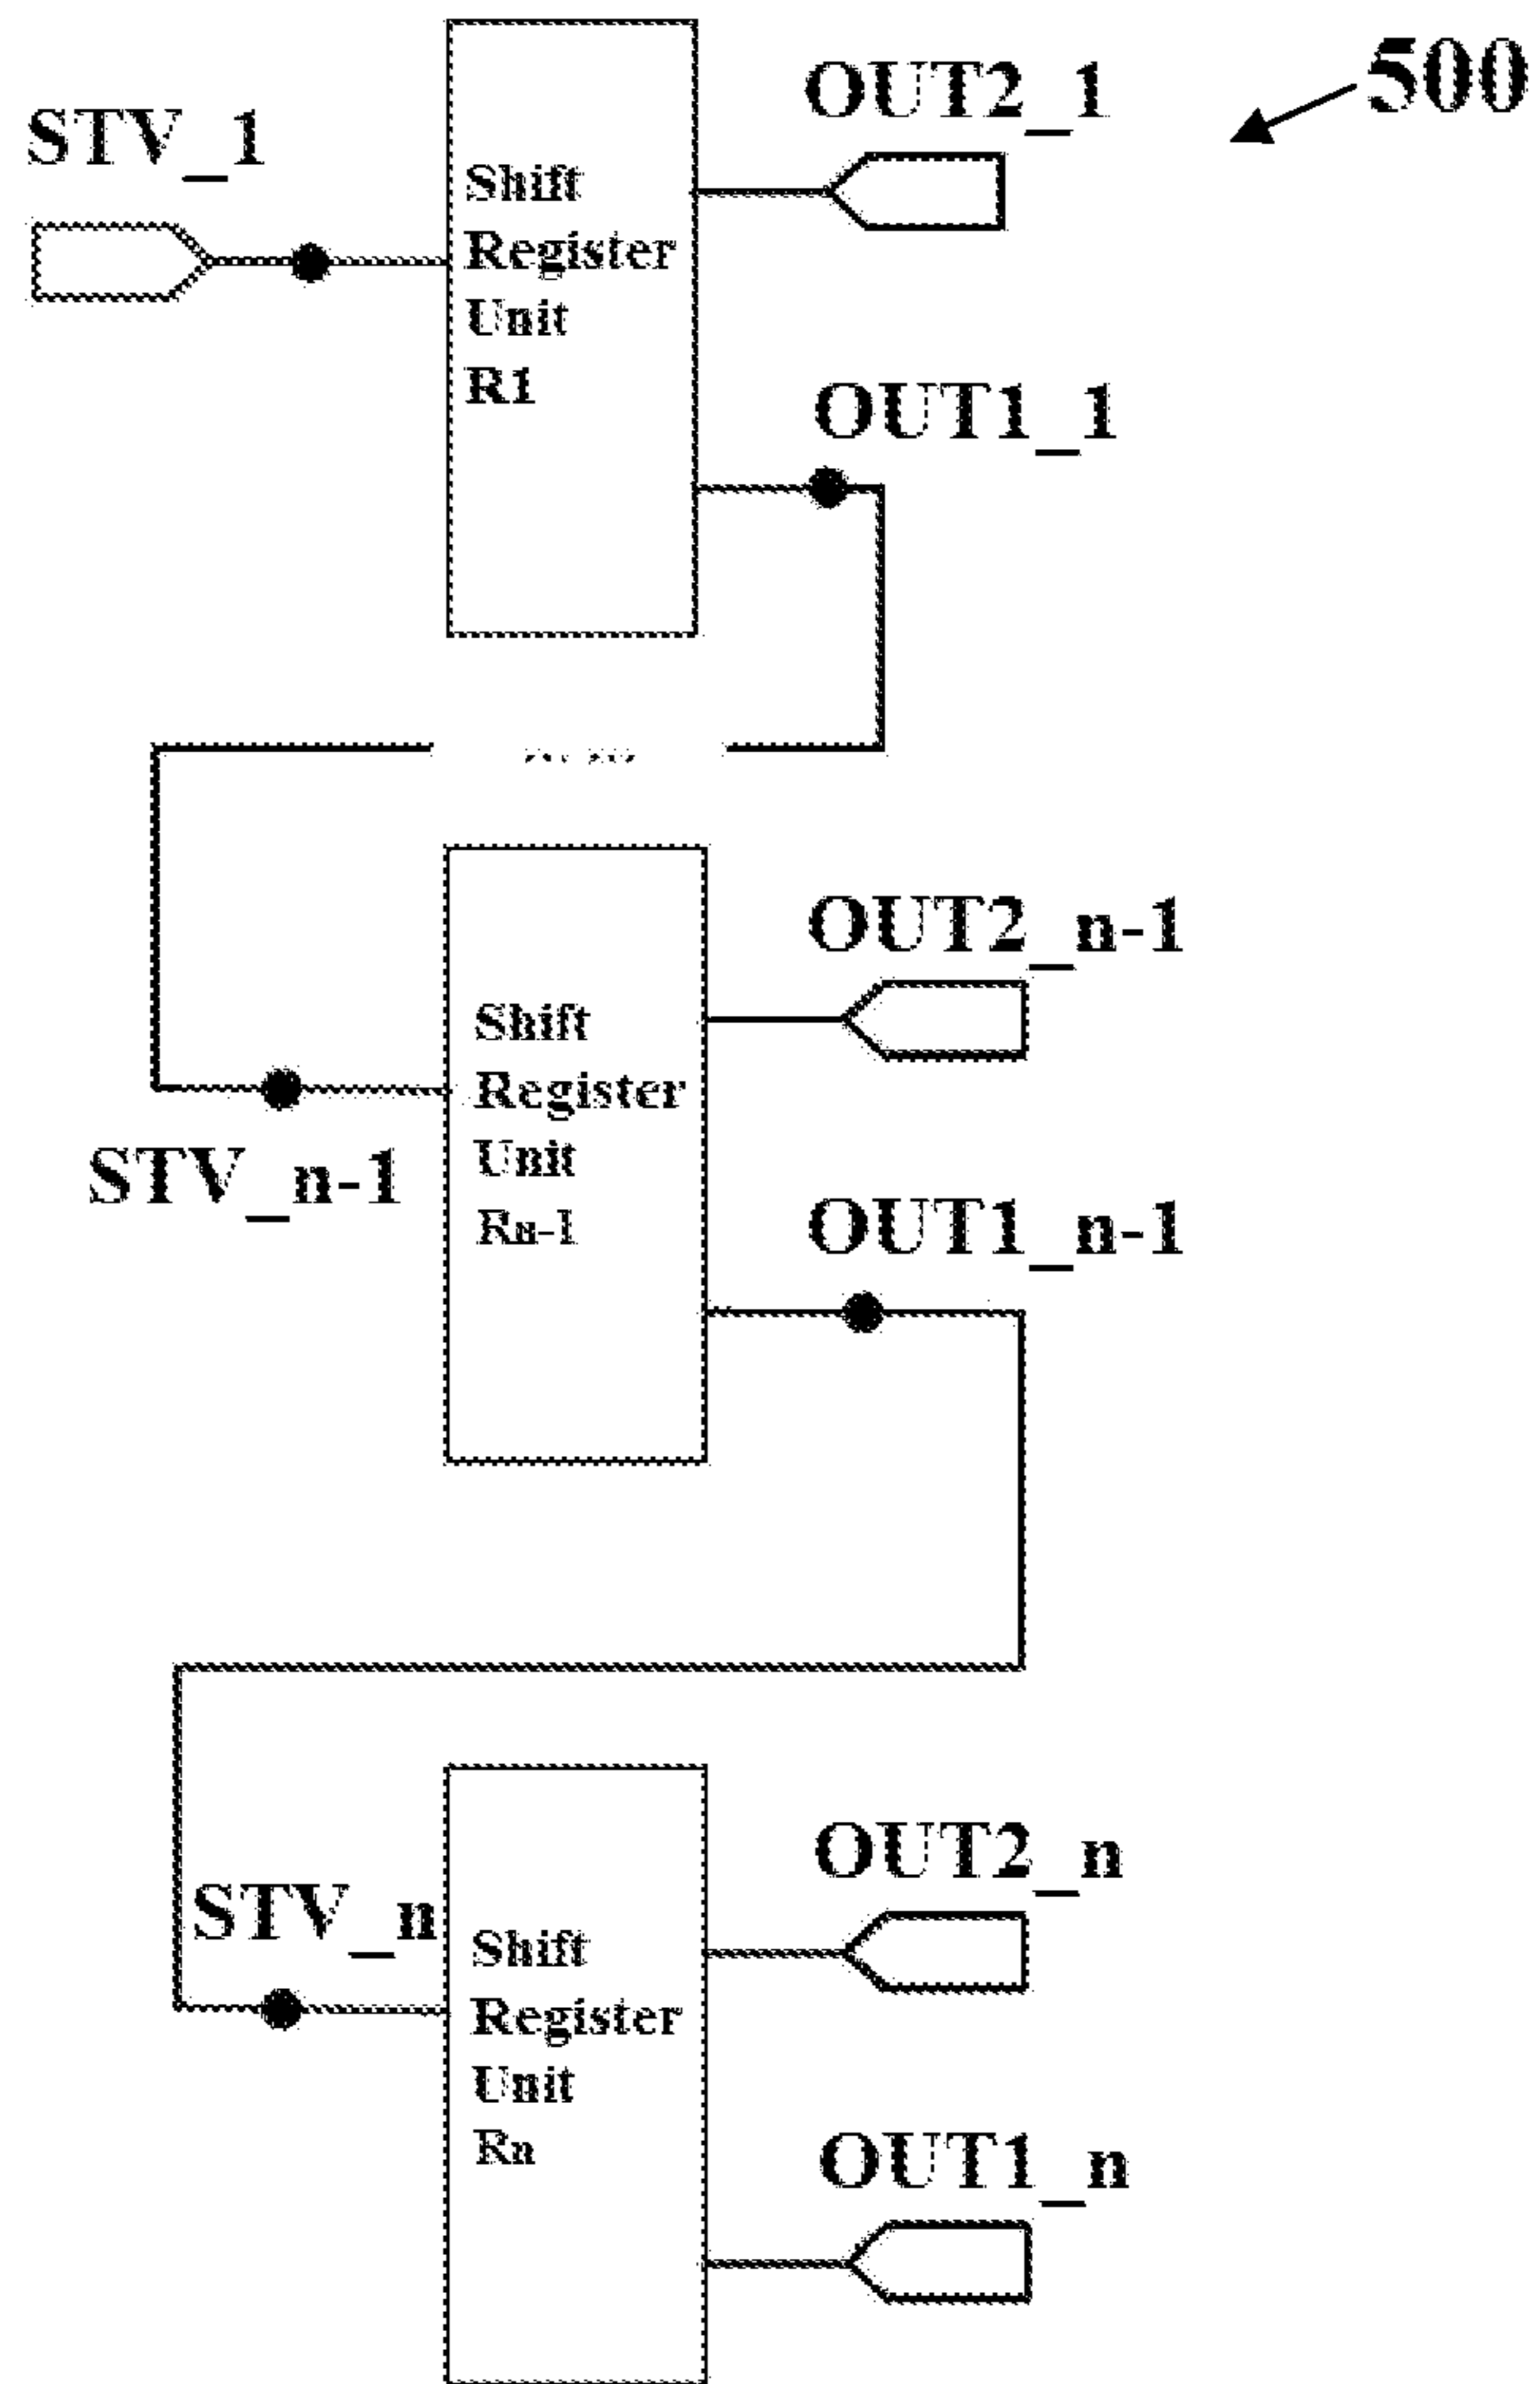 500
OUT2_1
STV_1
Shift
Register
Unit
R1
OUT1_1
OUT2_n-1
Shift
Register
Unit
Rn-1
STV_n-1
OUT1_n-1
OUT2_n
STV_n
Shift
Register
Unit
Rn
OUT1_n